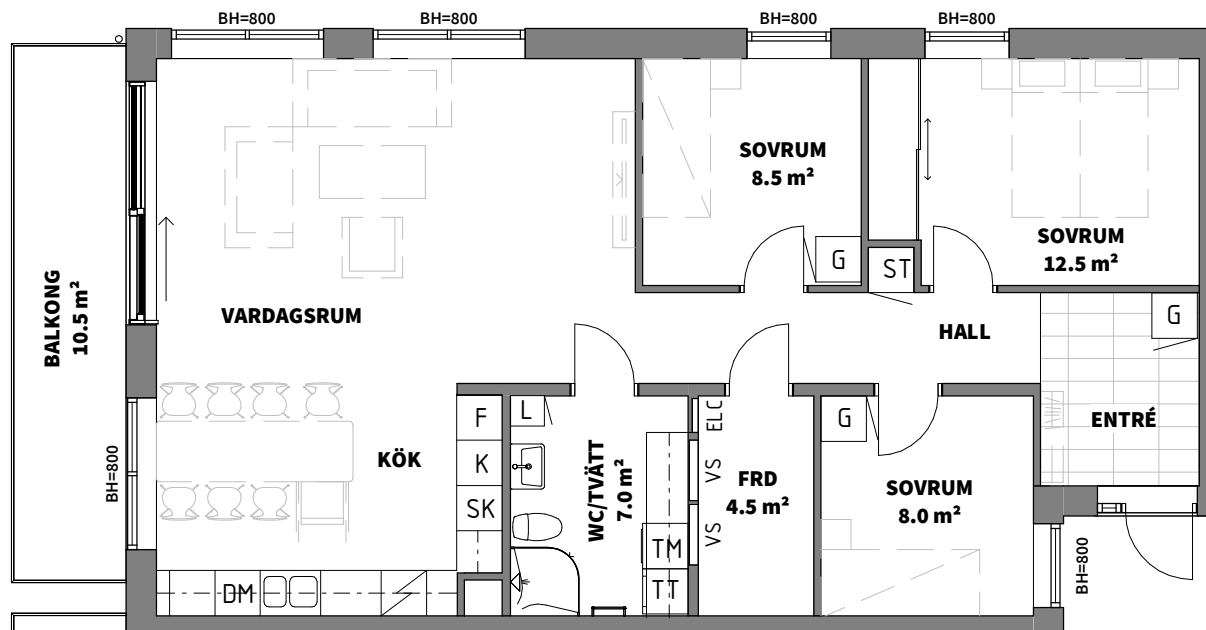 BH=800
BH=800
BH=800
BH=800
SOVRUM
8.5 m²
SOVRUM
12.5 m²
G
ST
BALKONG
10.5 m²
VARDAGSRUM
HALL
G
ENTRÉ
F
K
SK
KÖK
BH=800
L
WC/TVÄTT
7.0 m²
TM
TT
ELC
VS
VS
FRD
4.5 m²
G
SOVRUM
8.0 m²
BH=800
DM